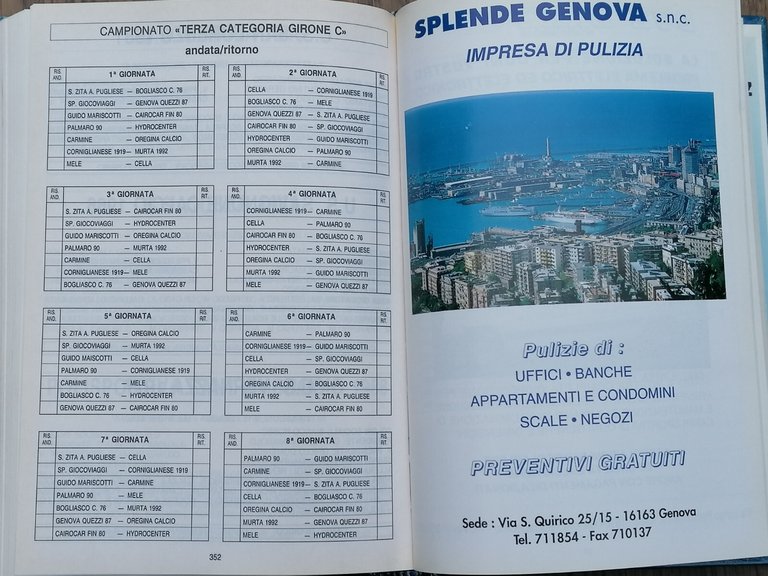 CAMPIONATO «TERZA CATEGORIA GIRONE C»
andata/ritorno
RIS. AND. 1ª GIORNATA RIS. RIT.
S. ZITA A. PUGLIESE — BOGLIASCO C. 76
SP. GIOCOVIAGGI — GENOVA QUEZZI 87
GUIDO MARISCOTTI — CAIROCAR FIN 80
PALMARO 90 — HYDROCENTER
CARMINE — OREGINA CALCIO
CORNIGLIANESE 1919 — MURTA 1992
MELE — CELLA
RIS. AND. 2ª GIORNATA RIS. RIT.
CELLA — CORNIGLIANESE 1919
BOGLIASCO C. 76 — MELE
GENOVA QUEZZI 87 — S. ZITA A. PUGLIESE
CAIROCAR FIN 80 — SP. GIOCOVIAGGI
HYDROCENTER — GUIDO MARISCOTTI
OREGINA CALCIO — PALMARO 90
MURTA 1992 — CARMINE
RIS. AND. 3ª GIORNATA RIS. RIT.
S. ZITA A. PUGLIESE — CAIROCAR FIN 80
SP. GIOCOVIAGGI — HYDROCENTER
GUIDO MARISCOTTI — OREGINA CALCIO
PALMARO 90 — MURTA 1992
CARMINE — CELLA
CORNIGLIANESE 1919 — MELE
BOGLIASCO C. 76 — GENOVA QUEZZI 87
RIS. AND. 4ª GIORNATA RIS. RIT.
CORNIGLIANESE 1919 — CARMINE
CELLA — PALMARO 90
CAIROCAR FIN 80 — BOGLIASCO C. 76
HYDROCENTER — S. ZITA A. PUGLIESE
OREGINA CALCIO — SP. GIOCOVIAGGI
MURTA 1992 — GUIDO MARISCOTTI
MELE — GENOVA QUEZZI 87
RIS. AND. 5ª GIORNATA RIS. RIT.
S. ZITA A. PUGLIESE — OREGINA CALCIO
SP. GIOCOVIAGGI — MURTA 1992
GUIDO MAISCOTTI — CELLA
PALMARO 90 — CORNIGLIANESE 1919
CARMINE — MELE
BOGLIASCO C. 76 — HYDROCENTER
GENOVA QUEZZI 87 — CAIROCAR FIN 80
RIS. AND. 6ª GIORNATA RIS. RIT.
CARMINE — PALMARO 90
CORNIGLIANESE 1919 — GUIDO MARISCOTTI
CELLA — SP. GIOCOVIAGGI
HYDROCENTER — GENOVA QUEZZI 87
OREGINA CALCIO — BOGLIASCO C. 76
MURTA 1992 — S. ZITA A. PUGLIESE
MELE — CAIROCAR FIN 80
RIS. AND. 7ª GIORNATA RIS. RIT.
S. ZITA A. PUGLIESE — CELLA
SP. GIOCOVIAGGI — CORNIGLIANESE 1919
GUIDO MARISCOTTI — CARMINE
PALMARO 90 — MELE
BOGLIASCO C. 76 — MURTA 1992
GENOVA QUEZZI 87 — OREGINA CALCIO
CAIROCAR FIN 80 — HYDROCENTER
RIS. AND. 8ª GIORNATA RIS. RIT.
PALMARO 90 — GUIDO MARISCOTTI
CARMINE — SP. GIOCOVIAGGI
CORNIGLIANESE 1919 — S. ZITA A. PUGLIESE
CELLA — BOGLIASCO C. 76
OREGINA CALCIO — CAIROCAR FIN 80
MURTA 1992 — GENOVA QUEZZI 87
MELE — HYDROCENTER
352
SPLENDE GENOVA s.n.c.
IMPRESA DI PULIZIA
Pulizie di :
UFFICI • BANCHE
APPARTAMENTI E CONDOMINI
SCALE • NEGOZI
PREVENTIVI GRATUITI
Sede : Via S. Quirico 25/15 - 16163 Genova
Tel. 711854 - Fax 710137